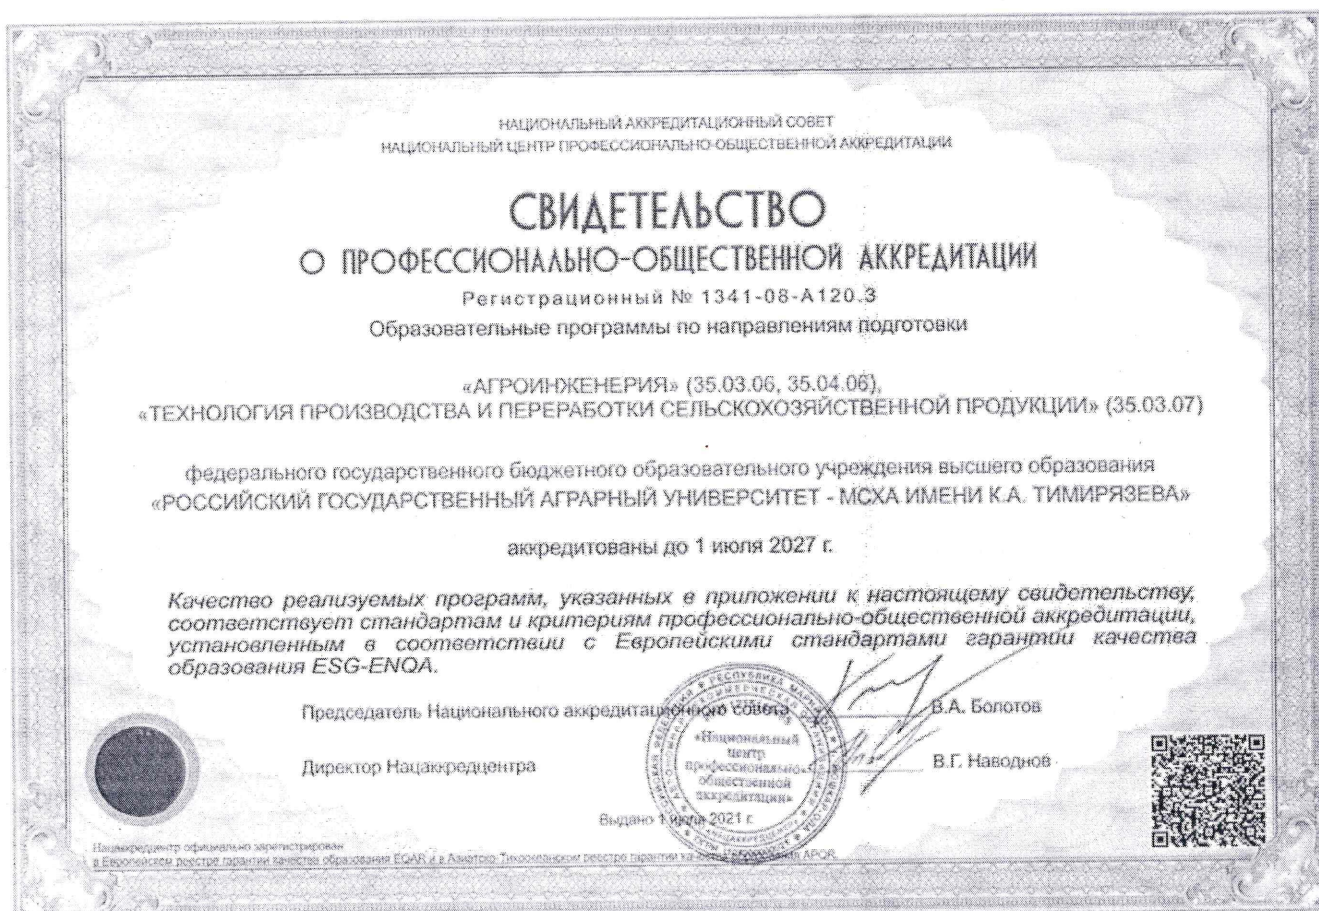 НАЦИОНАЛЬНЫЙ АККРЕДИТАЦИОННЫЙ СОВЕТ
НАЦИОНАЛЬНЫЙ ЦЕНТР ПРОФЕССИОНАЛЬНО-ОБЩЕСТВЕННОЙ АККРЕДИТАЦИИ
СВИДЕТЕЛЬСТВО
О ПРОФЕССИОНАЛЬНО-ОБЩЕСТВЕННОЙ АККРЕДИТАЦИИ
Регистрационный № 1341-08-А120.3
Образовательные программы по направлениям подготовки
«АГРОИНЖЕНЕРИЯ» (35.03.06, 35.04.06),
«ТЕХНОЛОГИЯ ПРОИЗВОДСТВА И ПЕРЕРАБОТКИ СЕЛЬСКОХОЗЯЙСТВЕННОЙ ПРОДУКЦИИ» (35.03.07)
федерального государственного бюджетного образовательного учреждения высшего образования
«РОССИЙСКИЙ ГОСУДАРСТВЕННЫЙ АГРАРНЫЙ УНИВЕРСИТЕТ - МСХА ИМЕНИ К.А. ТИМИРЯЗЕВА»
аккредитованы до 1 июля 2027 г.
Качество реализуемых программ, указанных в приложении к настоящему свидетельству,
соответствует стандартам и критериям профессионально-общественной аккредитации,
установленным в соответствии с Европейскими стандартами гарантии качества
образования ESG-ENQA.
Председатель Национального аккредитационного совета В.А. Болотов
«Национальный
центр
профессионально-
общественной
аккредитации»
Директор Нацаккредцентра В.Г. Наводнов
Выдано 1 июля 2021 г.
Нацаккредцентр официально зарегистрирован
в Европейском реестре гарантии качества образования EQAR и в Азиатско-Тихоокеанском реестре гарантии качества образования APQR